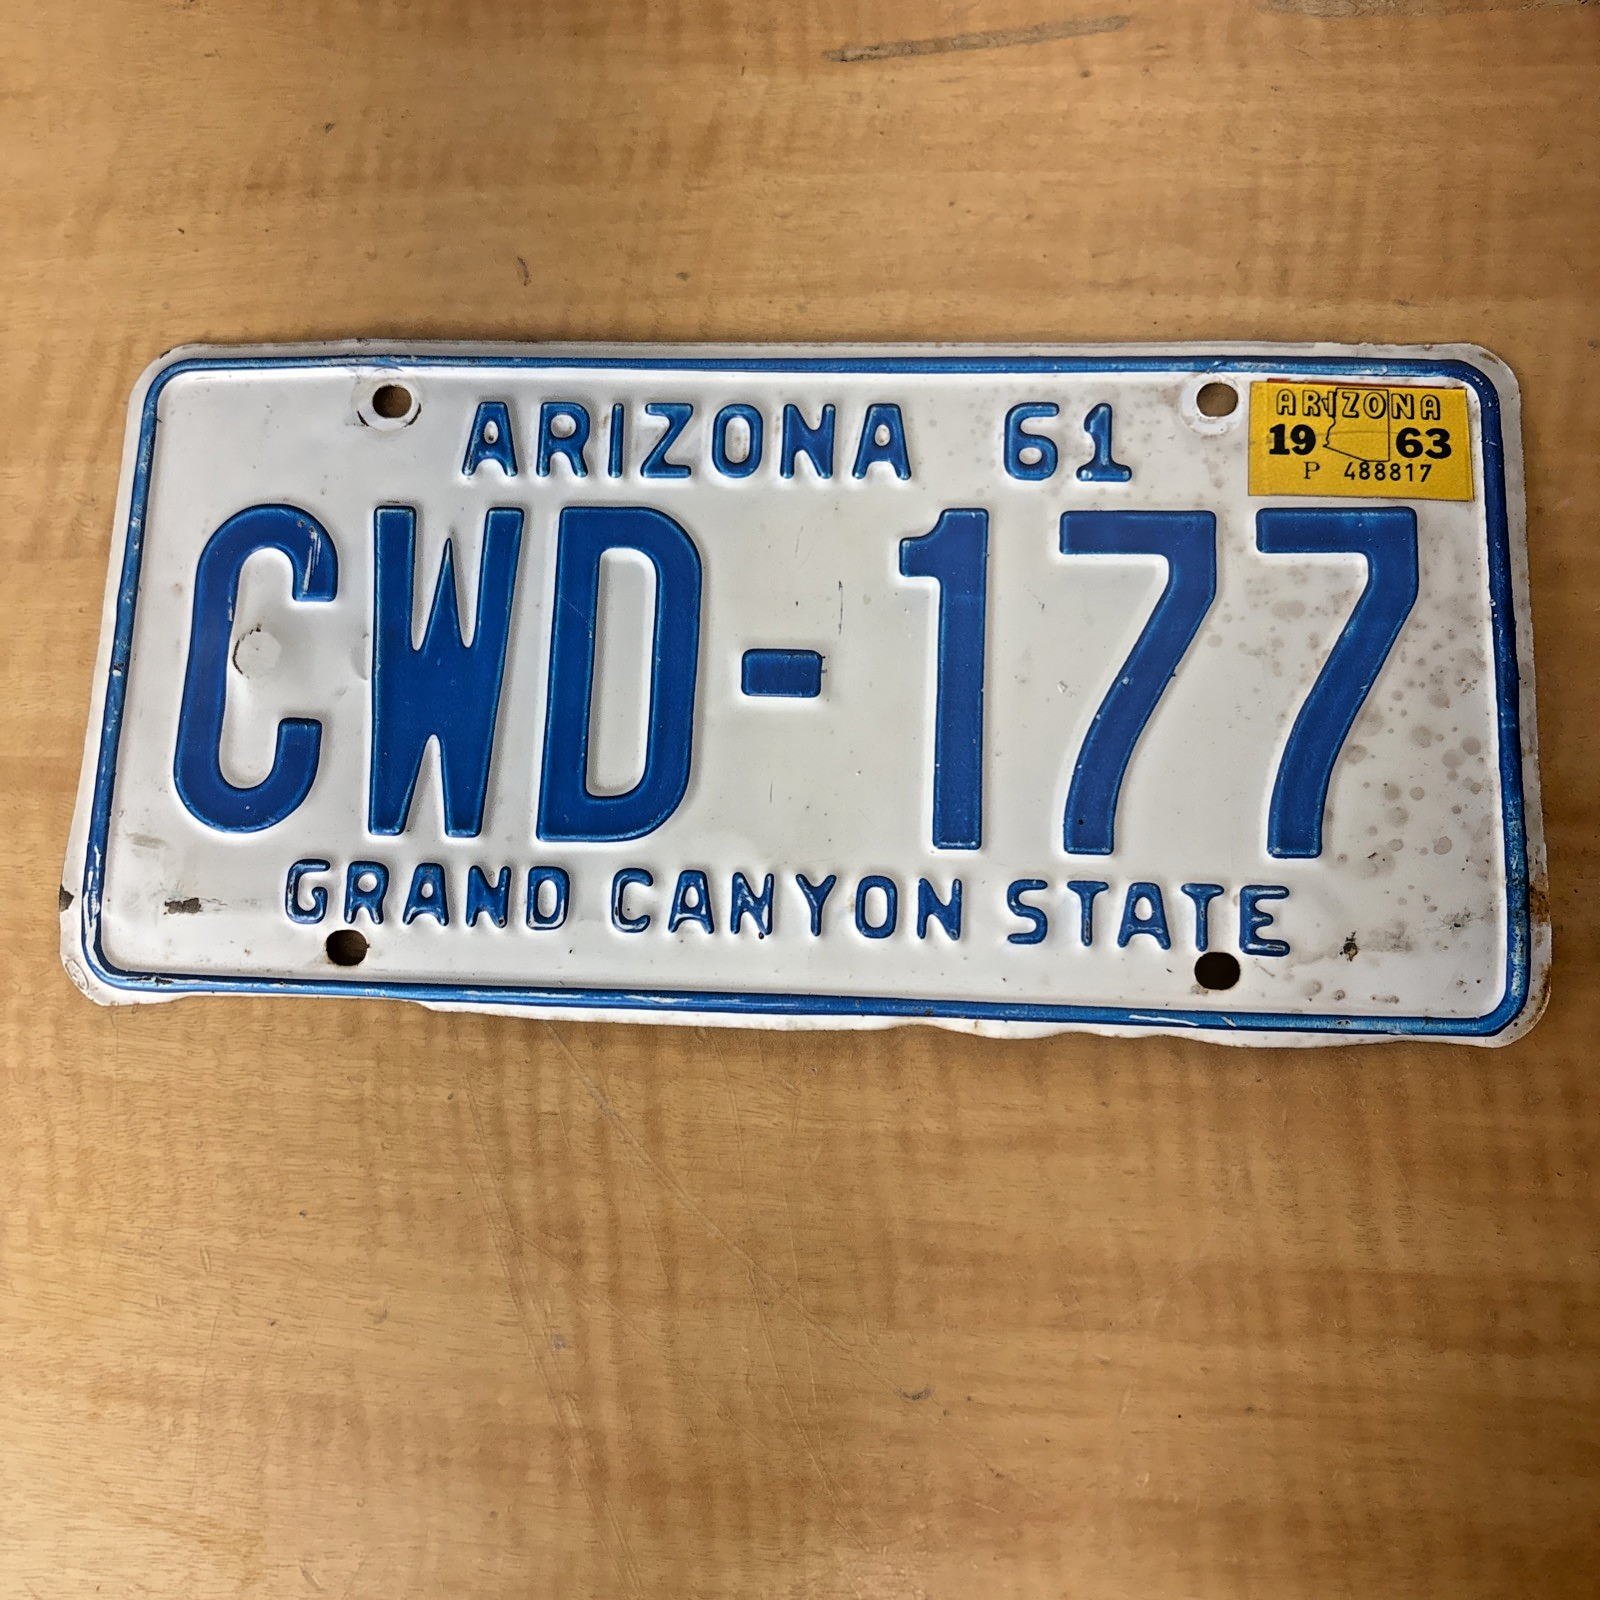 ARIZONA 61
ARIZONA
19 63
P 488817
CWD-177
GRAND CANYON STATE